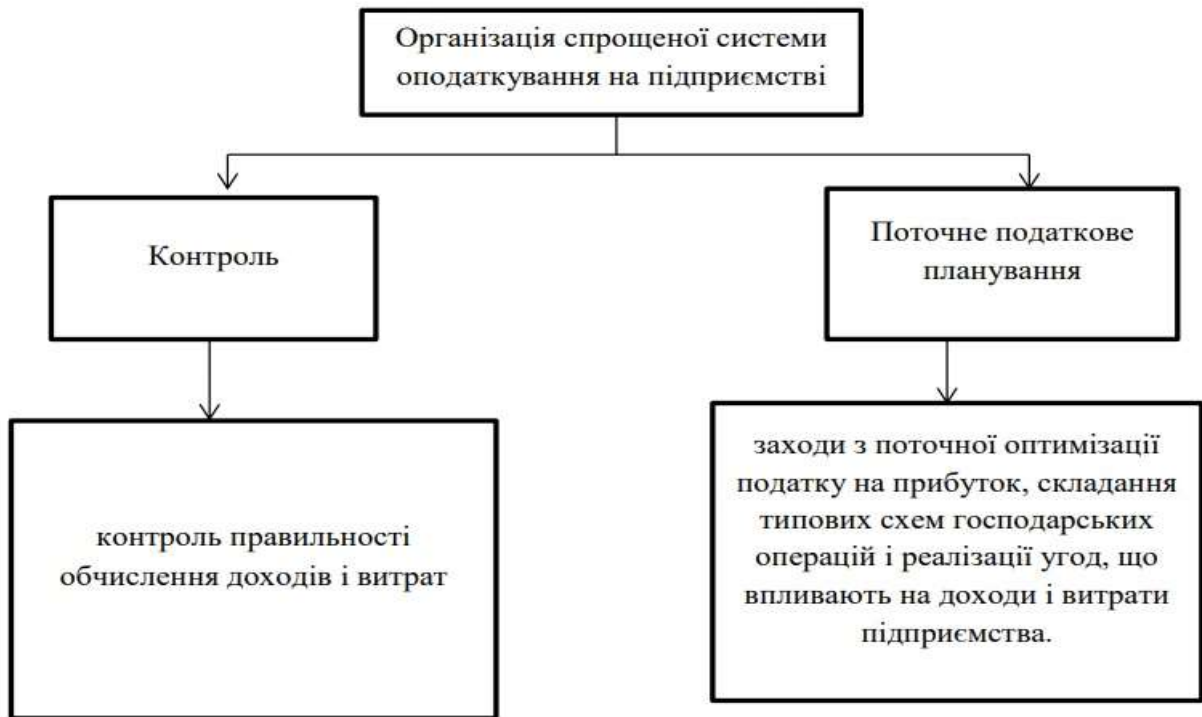 Організація спрощеної системи
оподаткування на підприємстві
Контроль
Поточне податкове
планування
контроль правильності
обчислення доходів і витрат
заходи з поточної оптимізації
податку на прибуток, складання
типових схем господарських
операцій і реалізації угод, що
впливають на доходи і витрати
підприємства.